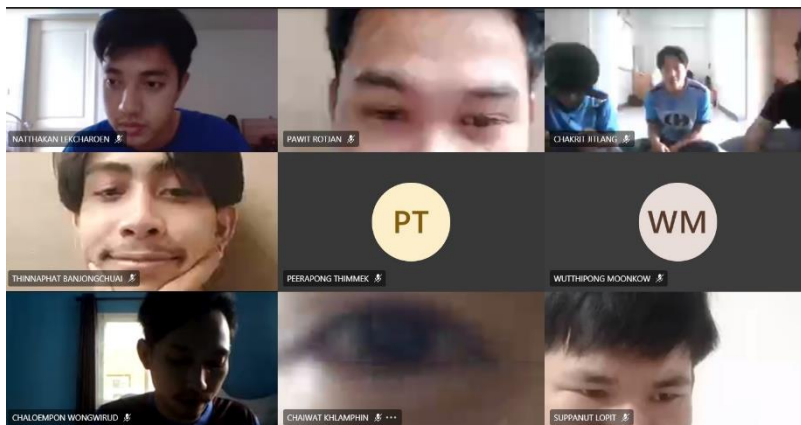 NATTHAKAN LEKCHAROEN
PAWIT ROTJAN
CHAKRIT JITLANG
THINNAPHAT BANJONGCHUAI
PT
PEERAPONG THIMMEK
WM
WUTTHIPONG MOONKOW
CHALOEMPON WONGWIRUD
CHAIWAT KHLAMPHIN
SUPPANUT LOPIT